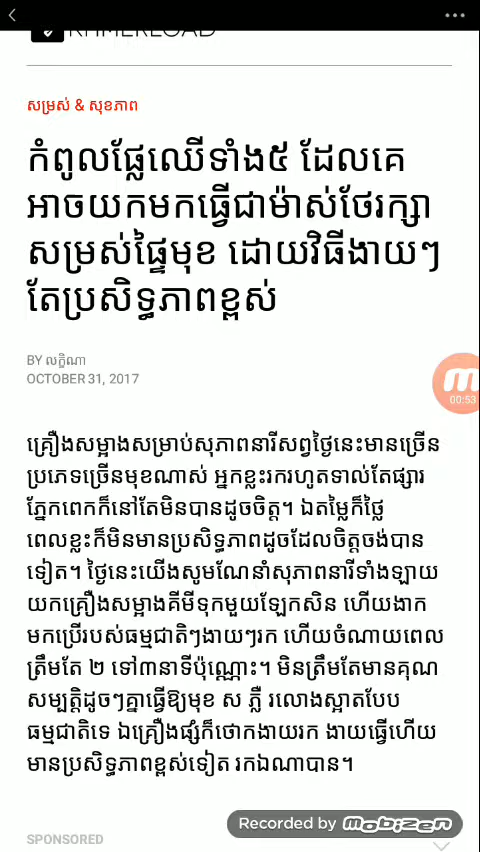 KHMERLOAD
សម្រស់ & សុខភាព
កំពូលផ្លែឈើទាំង៥ ដែលគេ
អាចយកមកធ្វើជាម៉ាស់ថែរក្សា
សម្រស់ផ្ទៃមុខ ដោយវិធីងាយៗ
តែប្រសិទ្ធភាពខ្ពស់
BY លក្ខិណា
OCTOBER 31, 2017
00:53
គ្រឿងសម្អាងសម្រាប់សុភាពនារីសព្វថ្ងៃនេះមានច្រើន
ប្រភេទច្រើនមុខណាស់ អ្នកខ្លះរករហូតទាល់តែផ្សារ
ភ្នែកពេកក៏នៅតែមិនបានដូចចិត្ត។ ឯតម្លៃក៏ថ្លៃ
ពេលខ្លះក៏មិនមានប្រសិទ្ធភាពដូចដែលចិត្តចង់បាន
ទៀត។ ថ្ងៃនេះយើងសូមណែនាំសុភាពនារីទាំងឡាយ
យកគ្រឿងសម្អាងគីមីទុកមួយឡែកសិន ហើយងាក
មកប្រើរបស់ធម្មជាតិៗងាយៗរក ហើយចំណាយពេល
ត្រឹមតែ ២ ទៅ៣នាទីប៉ុណ្ណោះ។ មិនត្រឹមតែមានគុណ
សម្បត្តិដូចៗគ្នាធ្វើឱ្យមុខ ស ភ្លឺ រលោងស្អាតបែប
ធម្មជាតិទេ ឯគ្រឿងផ្សំក៏ថោកងាយរក ងាយធ្វើហើយ
មានប្រសិទ្ធភាពខ្ពស់ទៀត រកឯណាបាន។
Recorded by mobizen
SPONSORED